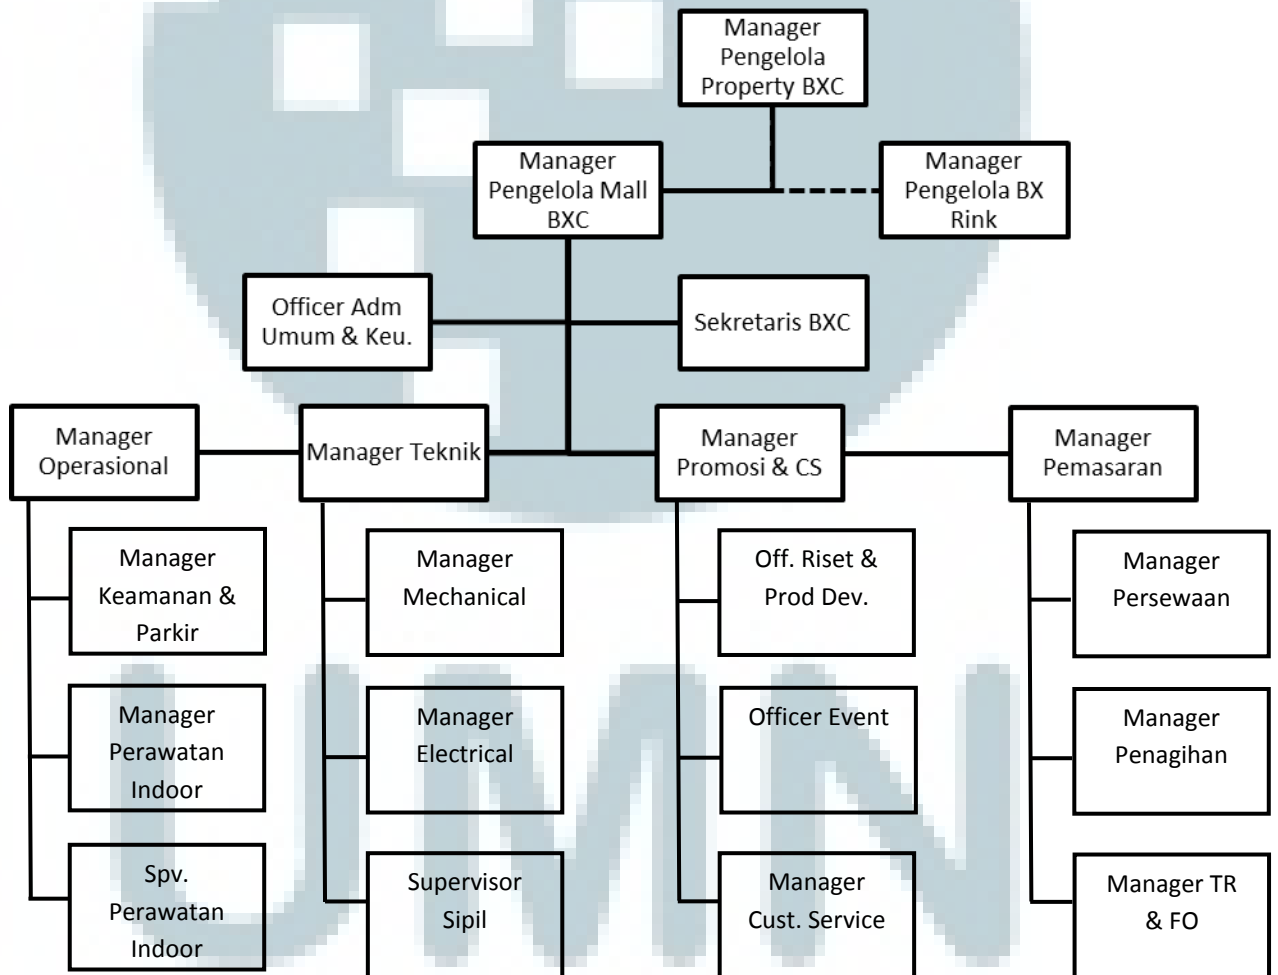 Manager
Pengelola
Property BXC
Manager
Pengelola Mall
BXC
Manager
Pengelola BX
Rink
Officer Adm
Umum & Keu.
Sekretaris BXC
Manager
Operasional
Manager Teknik
Manager
Promosi & CS
Manager
Pemasaran
Manager
Keamanan &
Parkir
Manager
Mechanical
Off. Riset &
Prod Dev.
Manager
Persewaan
Manager
Perawatan
Indoor
Manager
Electrical
Officer Event
Manager
Penagihan
Spv.
Perawatan
Indoor
Supervisor
Sipil
Manager
Cust. Service
Manager TR
& FO
UMN